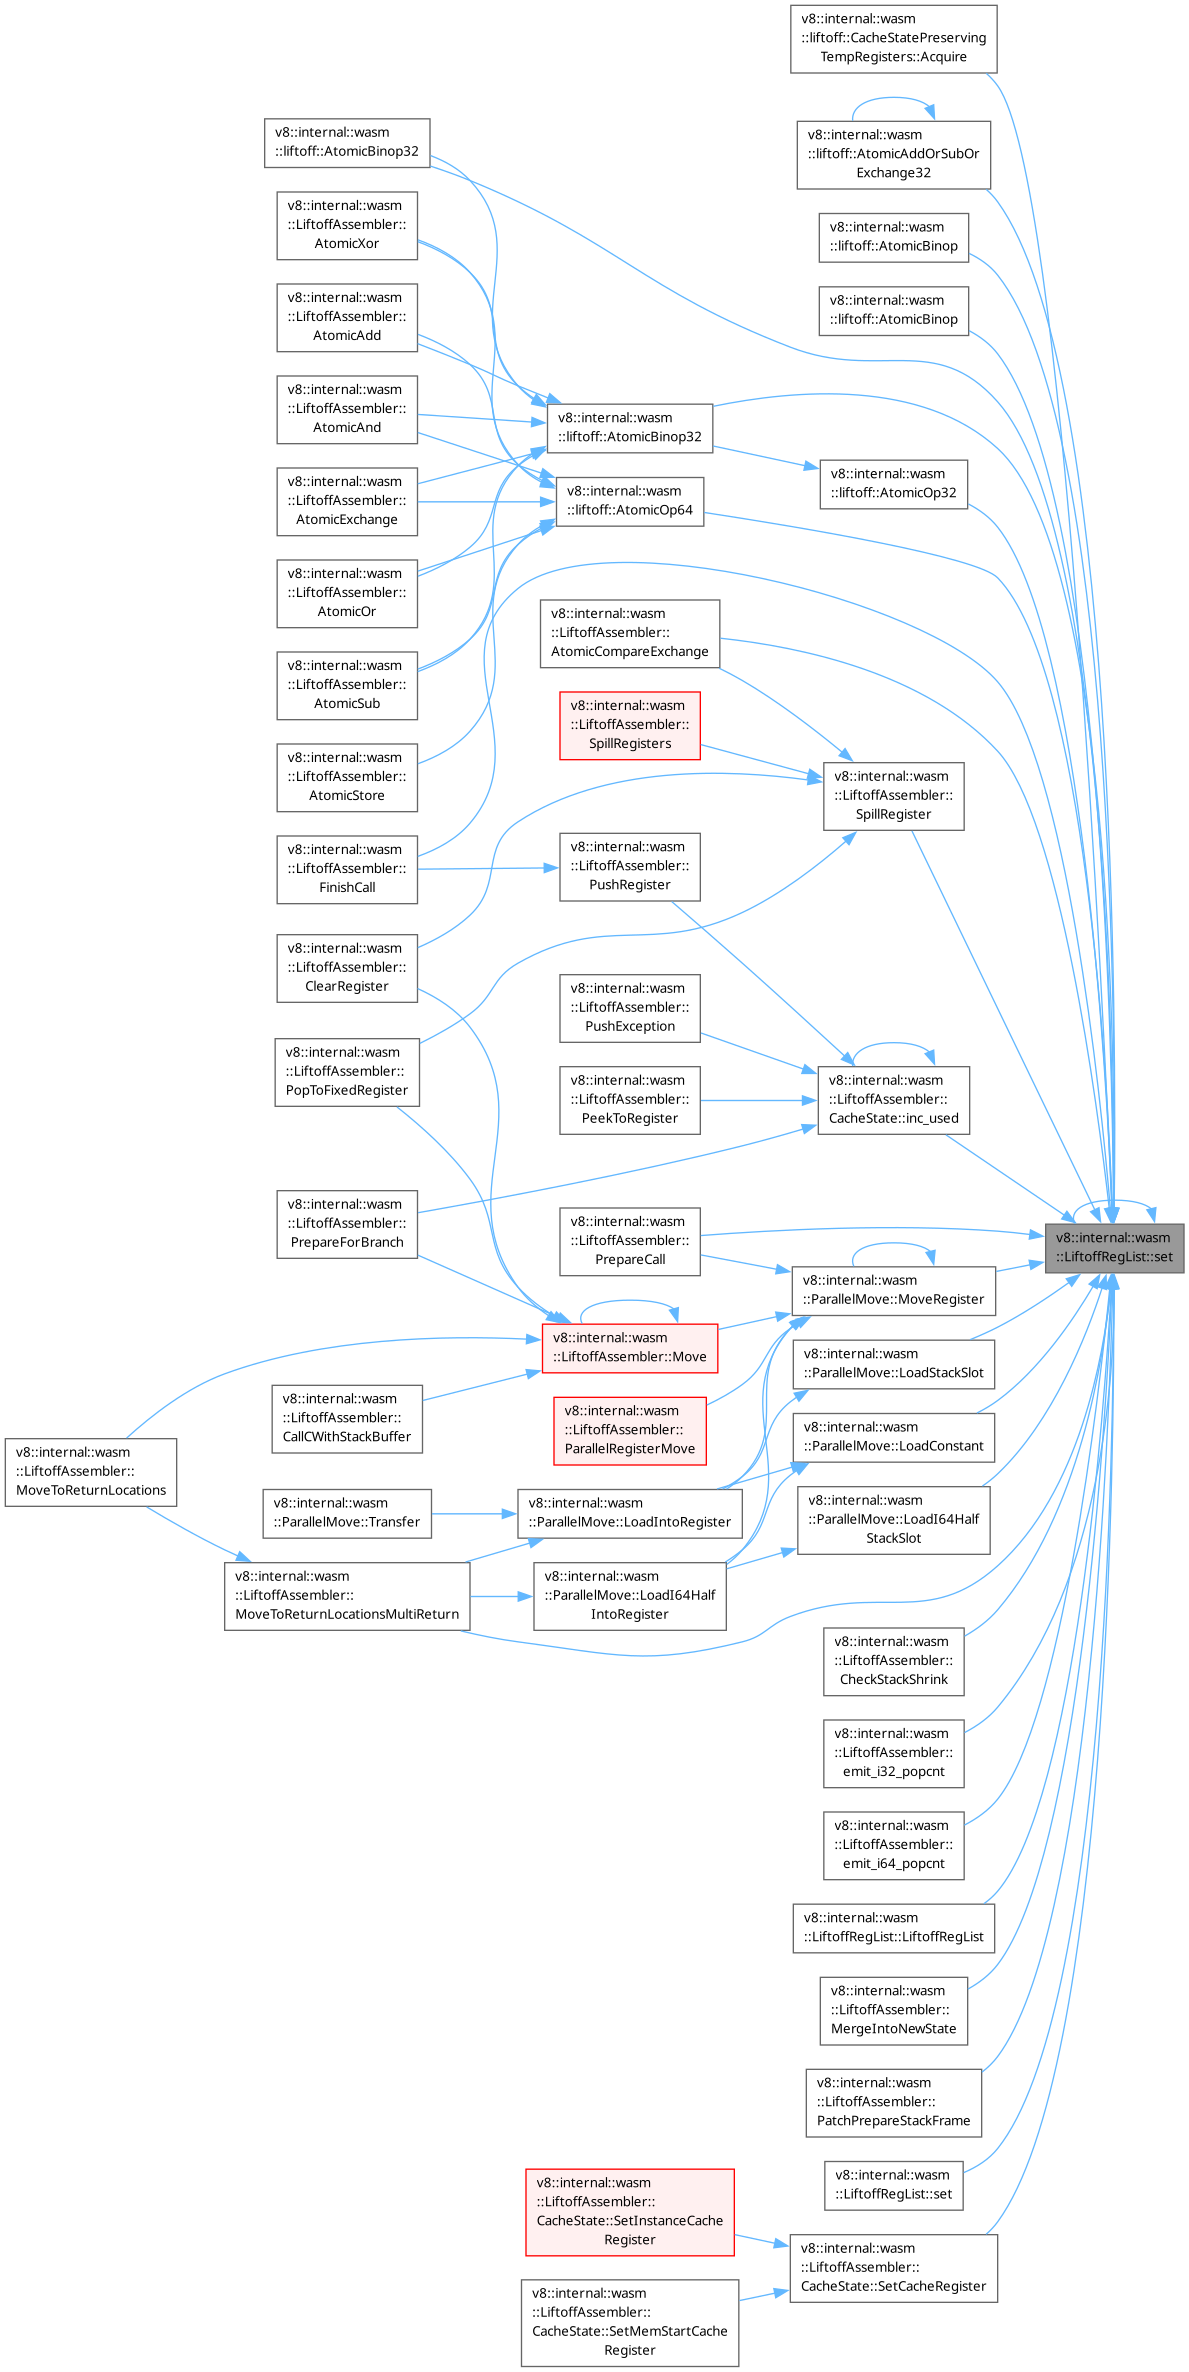 v8::internal::wasm
::liftoff::CacheStatePreserving
TempRegisters::Acquire
v8::internal::wasm
::liftoff::AtomicAddOrSubOr
Exchange32
v8::internal::wasm
::liftoff::AtomicBinop32
v8::internal::wasm
::LiftoffAssembler::
AtomicXor
v8::internal::wasm
::liftoff::AtomicBinop
v8::internal::wasm
::LiftoffAssembler::
AtomicAdd
v8::internal::wasm
::liftoff::AtomicBinop
v8::internal::wasm
::LiftoffAssembler::
AtomicAnd
v8::internal::wasm
::liftoff::AtomicBinop32
v8::internal::wasm
::liftoff::AtomicOp32
v8::internal::wasm
::LiftoffAssembler::
AtomicExchange
v8::internal::wasm
::liftoff::AtomicOp64
v8::internal::wasm
::LiftoffAssembler::
AtomicOr
v8::internal::wasm
::LiftoffAssembler::
AtomicCompareExchange
v8::internal::wasm
::LiftoffAssembler::
AtomicSub
v8::internal::wasm
::LiftoffAssembler::
SpillRegisters
v8::internal::wasm
::LiftoffAssembler::
AtomicStore
v8::internal::wasm
::LiftoffAssembler::
SpillRegister
v8::internal::wasm
::LiftoffAssembler::
FinishCall
v8::internal::wasm
::LiftoffAssembler::
PushRegister
v8::internal::wasm
::LiftoffAssembler::
ClearRegister
v8::internal::wasm
::LiftoffAssembler::
PushException
v8::internal::wasm
::LiftoffAssembler::
PopToFixedRegister
v8::internal::wasm
::LiftoffAssembler::
PeekToRegister
v8::internal::wasm
::LiftoffAssembler::
CacheState::inc_used
v8::internal::wasm
::LiftoffAssembler::
PrepareForBranch
v8::internal::wasm
::LiftoffAssembler::
PrepareCall
v8::internal::wasm
::LiftoffRegList::set
v8::internal::wasm
::ParallelMove::MoveRegister
v8::internal::wasm
::LiftoffAssembler::Move
v8::internal::wasm
::ParallelMove::LoadStackSlot
v8::internal::wasm
::LiftoffAssembler::
CallCWithStackBuffer
v8::internal::wasm
::LiftoffAssembler::
ParallelRegisterMove
v8::internal::wasm
::ParallelMove::LoadConstant
v8::internal::wasm
::LiftoffAssembler::
MoveToReturnLocations
v8::internal::wasm
::ParallelMove::Transfer
v8::internal::wasm
::ParallelMove::LoadIntoRegister
v8::internal::wasm
::ParallelMove::LoadI64Half
StackSlot
v8::internal::wasm
::LiftoffAssembler::
MoveToReturnLocationsMultiReturn
v8::internal::wasm
::ParallelMove::LoadI64Half
IntoRegister
v8::internal::wasm
::LiftoffAssembler::
CheckStackShrink
v8::internal::wasm
::LiftoffAssembler::
emit_i32_popcnt
v8::internal::wasm
::LiftoffAssembler::
emit_i64_popcnt
v8::internal::wasm
::LiftoffRegList::LiftoffRegList
v8::internal::wasm
::LiftoffAssembler::
MergeIntoNewState
v8::internal::wasm
::LiftoffAssembler::
PatchPrepareStackFrame
v8::internal::wasm
::LiftoffRegList::set
v8::internal::wasm
::LiftoffAssembler::
CacheState::SetInstanceCache
Register
v8::internal::wasm
::LiftoffAssembler::
CacheState::SetCacheRegister
v8::internal::wasm
::LiftoffAssembler::
CacheState::SetMemStartCache
Register